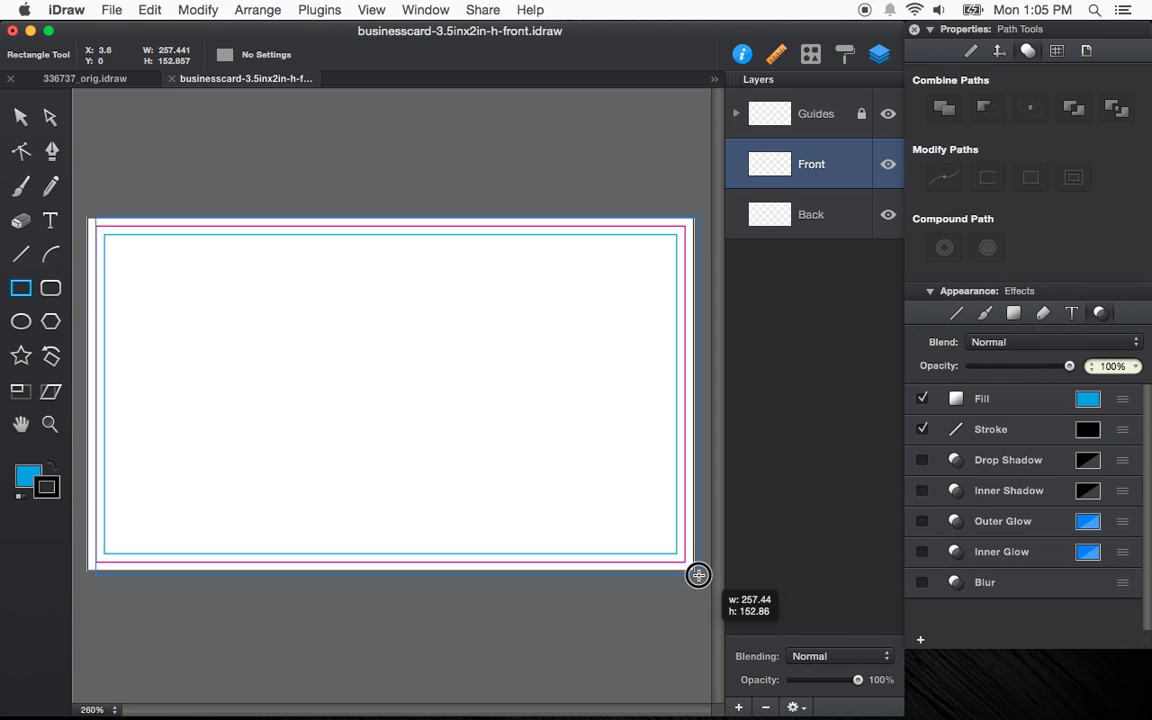 iDraw File Edit Modify Arrange Plugins View Window Share Help Mon 1:05 PM
businesscard-3.5inx2in-h-front.idraw
Properties: Path Tools
Rectangle Tool
X: 3.6
Y: 0
W: 257.441
H: 152.857
No Settings
336737_orig.idraw
businesscard-3.5inx2in-h-f...
Layers
Guides
Front
Back
Combine Paths
Modify Paths
Compound Path
Appearance: Effects
Blend: Normal
Opacity: 100%
Fill
Stroke
Drop Shadow
Inner Shadow
Outer Glow
Inner Glow
Blur
w: 257.44
h: 152.86
Blending: Normal
Opacity: 100%
260%